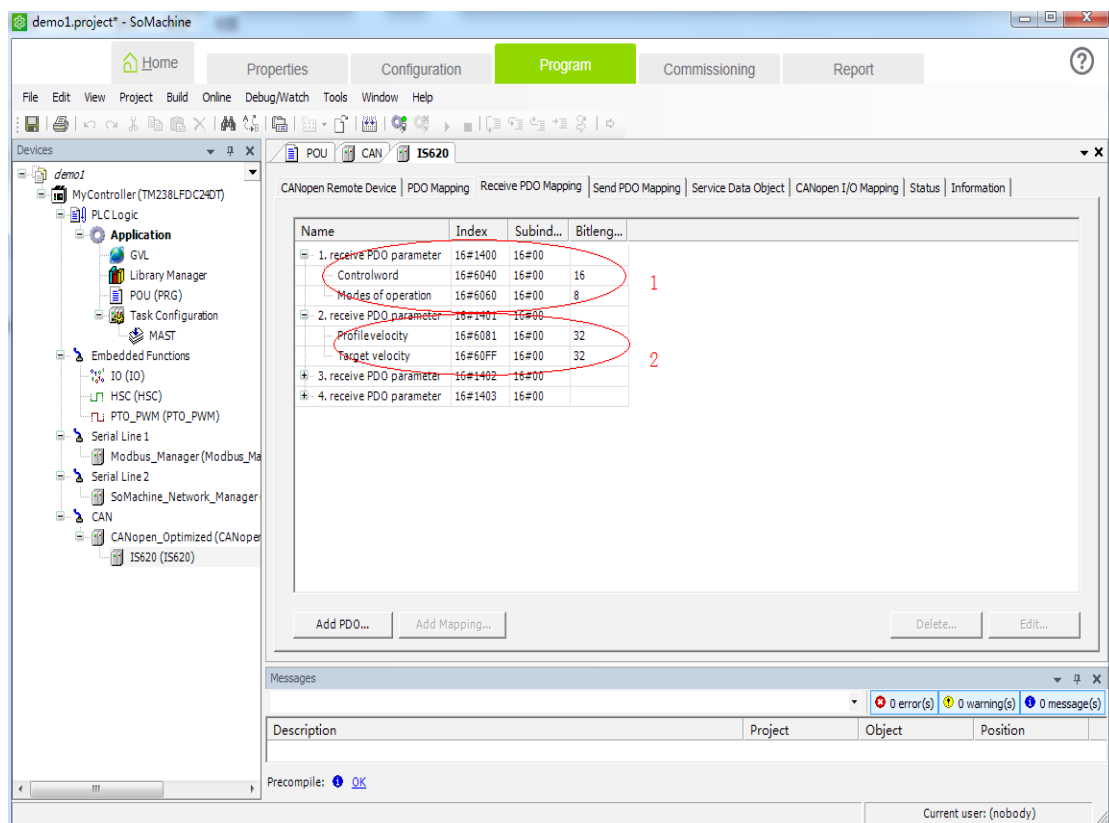 demo1.project* - SoMachine
Home
Properties
Configuration
Program
Commissioning
Report
?
File Edit View Project Build Online Debug/Watch Tools Window Help
Devices
POU CAN IS620
demo1
MyController (TM238LFDC24DT)
PLC Logic
Application
GVL
Library Manager
POU (PRG)
Task Configuration
MAST
Embedded Functions
IO (IO)
HSC (HSC)
PTO_PWM (PTO_PWM)
Serial Line 1
Modbus_Manager (Modbus_Ma
Serial Line 2
SoMachine_Network_Manager
CAN
CANopen_Optimized (CANoper
IS620 (IS620)
CANopen Remote Device PDO Mapping Receive PDO Mapping Send PDO Mapping Service Data Object CANopen I/O Mapping Status Information
Name Index Subind... Bitleng...
1. receive PDO parameter 16#1400 16#00
Controlword 16#6040 16#00 16
Modes of operation 16#6060 16#00 8
1
2. receive PDO parameter 16#1401 16#00
Profile velocity 16#6081 16#00 32
Target velocity 16#60FF 16#00 32
2
3. receive PDO parameter 16#1402 16#00
4. receive PDO parameter 16#1403 16#00
Add PDO... Add Mapping... Delete... Edit...
Messages
0 error(s) 0 warning(s) 0 message(s)
Description Project Object Position
Precompile: OK
Current user: (nobody)